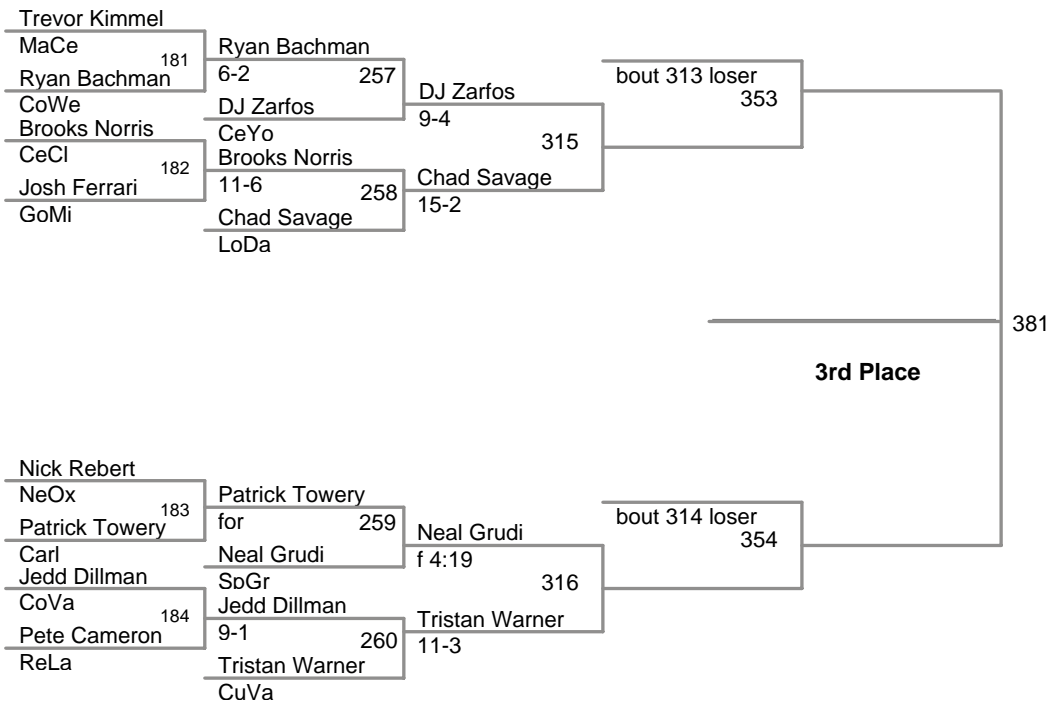 Trevor Kimmel
MaCe
181
Ryan Bachman
CoWe
Ryan Bachman
6-2
257
DJ Zarfos
CeYo
Brooks Norris
CeCl
182
Josh Ferrari
GoMi
Brooks Norris
11-6
258
Chad Savage
LoDa
DJ Zarfos
9-4
315
Chad Savage
15-2
bout 313 loser
353
381
3rd Place
Nick Rebert
NeOx
183
Patrick Towery
Carl
Patrick Towery
for
259
Neal Grudi
SpGr
Jedd Dillman
CoVa
184
Pete Cameron
ReLa
Jedd Dillman
9-1
260
Tristan Warner
CuVa
Neal Grudi
f 4:19
316
Tristan Warner
11-3
bout 314 loser
354